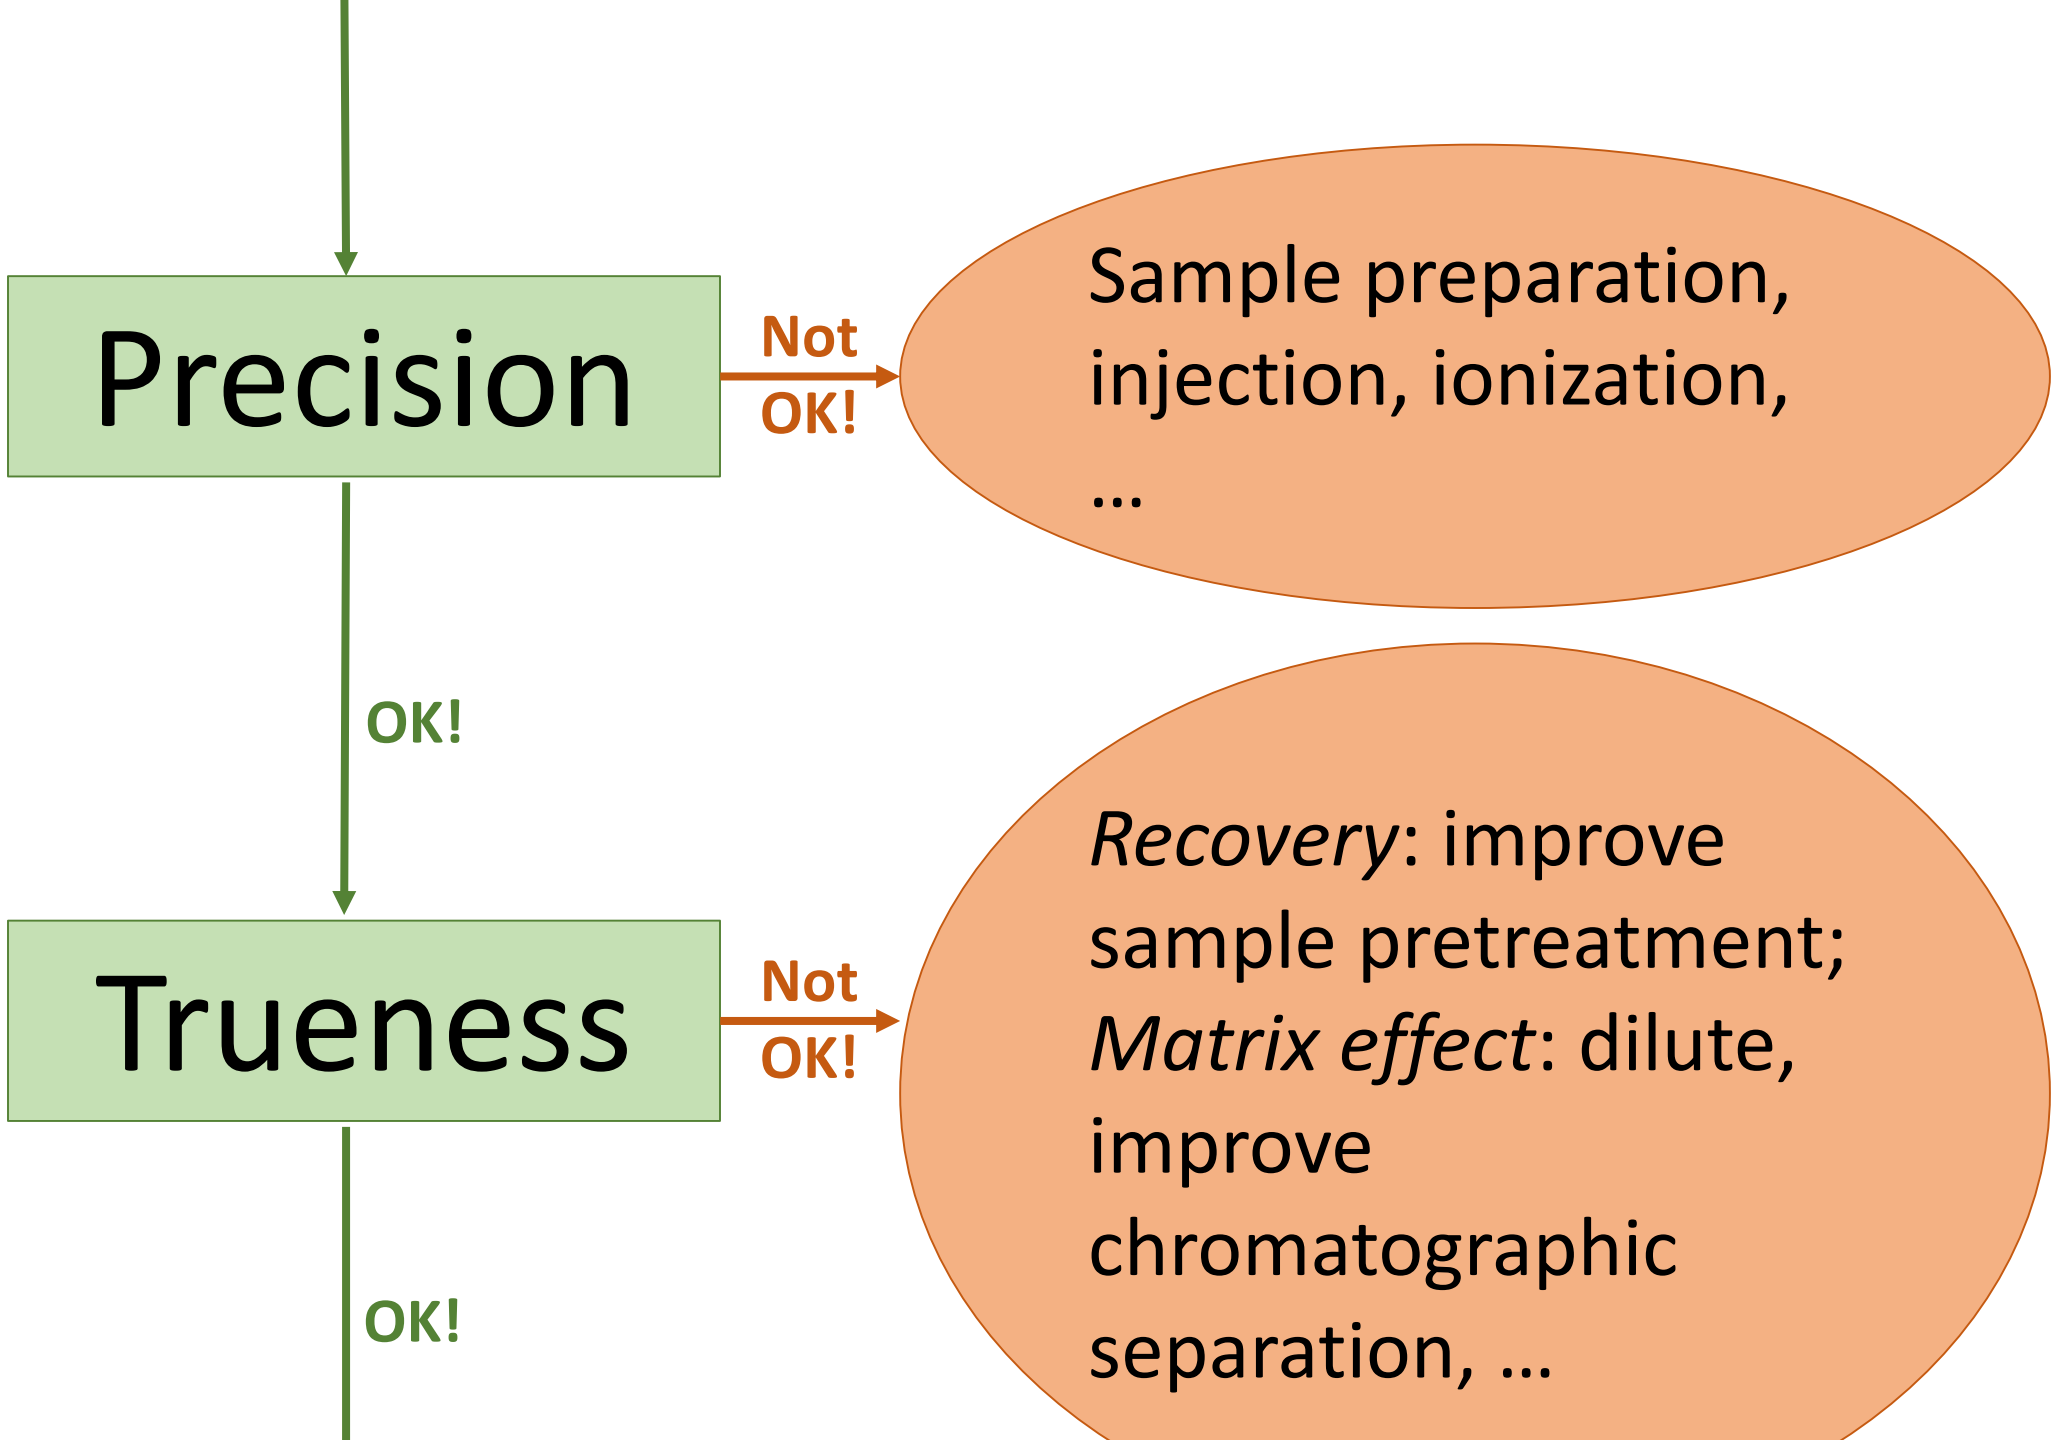 Precision
Not
OK!
Sample preparation,
injection, ionization,
…
OK!
Trueness
Not
OK!
Recovery: improve
sample pretreatment;
Matrix effect: dilute,
improve
chromatographic
separation, …
OK!